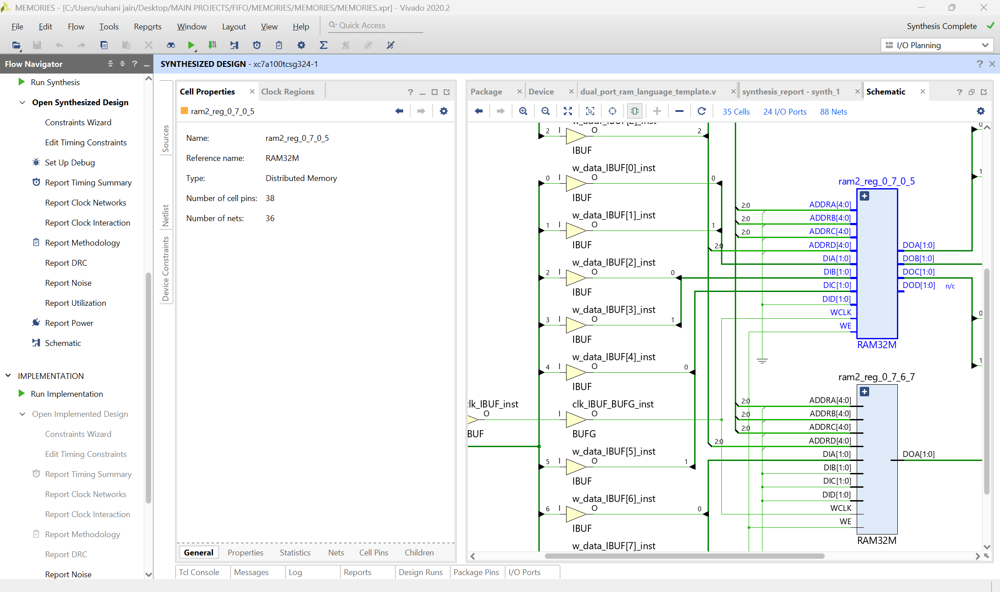 MEMORIES - [C:/Users/suhani jain/Desktop/MAIN PROJECTS/FIFO/MEMORIES/MEMORIES/MEMORIES.xpr] - Vivado 2020.2
File Edit Flow Tools Reports Window Layout View Help Quick Access
Synthesis Complete
I/O Planning
Flow Navigator
SYNTHESIZED DESIGN - xc7a100tcsg324-1
Run Synthesis
Open Synthesized Design
Constraints Wizard
Edit Timing Constraints
Set Up Debug
Report Timing Summary
Report Clock Networks
Report Clock Interaction
Report Methodology
Report DRC
Report Noise
Report Utilization
Report Power
Schematic
IMPLEMENTATION
Run Implementation
Open Implemented Design
Constraints Wizard
Edit Timing Constraints
Report Timing Summary
Report Clock Networks
Report Clock Interaction
Report Methodology
Report DRC
Report Noise
Sources
Netlist
Device Constraints
Cell Properties
Clock Regions
ram2_reg_0_7_0_5
Name: ram2_reg_0_7_0_5
Reference name: RAM32M
Type: Distributed Memory
Number of cell pins: 38
Number of nets: 36
General Properties Statistics Nets Cell Pins Children
Package Device dual_port_ram_language_template.v synthesis_report - synth_1 Schematic
35 Cells 24 I/O Ports 88 Nets
w_addr_IBUF[2]_inst
2 I O 2
IBUF
w_data_IBUF[0]_inst
0 I O 0
IBUF
w_data_IBUF[1]_inst
1 I O 1
IBUF
w_data_IBUF[2]_inst
2 I O 0
IBUF
w_data_IBUF[3]_inst
3 I O 1
IBUF
w_data_IBUF[4]_inst
4 I O 0
IBUF
clk_IBUF_inst
O
BUF
clk_IBUF_BUFG_inst
I O
BUFG
w_data_IBUF[5]_inst
5 I O 1
IBUF
w_data_IBUF[6]_inst
6 I O 0
IBUF
w_data_IBUF[7]_inst
ram2_reg_0_7_0_5
2:0 ADDRA[4:0]
2:0 ADDRB[4:0]
2:0 ADDRC[4:0]
2:0 ADDRD[4:0] DOA[1:0]
DIA[1:0] DOB[1:0]
DIB[1:0] DOC[1:0]
DIC[1:0] DOD[1:0] n/c
DID[1:0]
WCLK
WE
RAM32M
0
1
0
1
ram2_reg_0_7_6_7
2:0 ADDRA[4:0]
2:0 ADDRB[4:0]
2:0 ADDRC[4:0]
2:0 ADDRD[4:0]
DIA[1:0] DOA[1:0]
DIB[1:0]
DIC[1:0]
DID[1:0]
WCLK
WE
RAM32M
Tcl Console Messages Log Reports Design Runs Package Pins I/O Ports